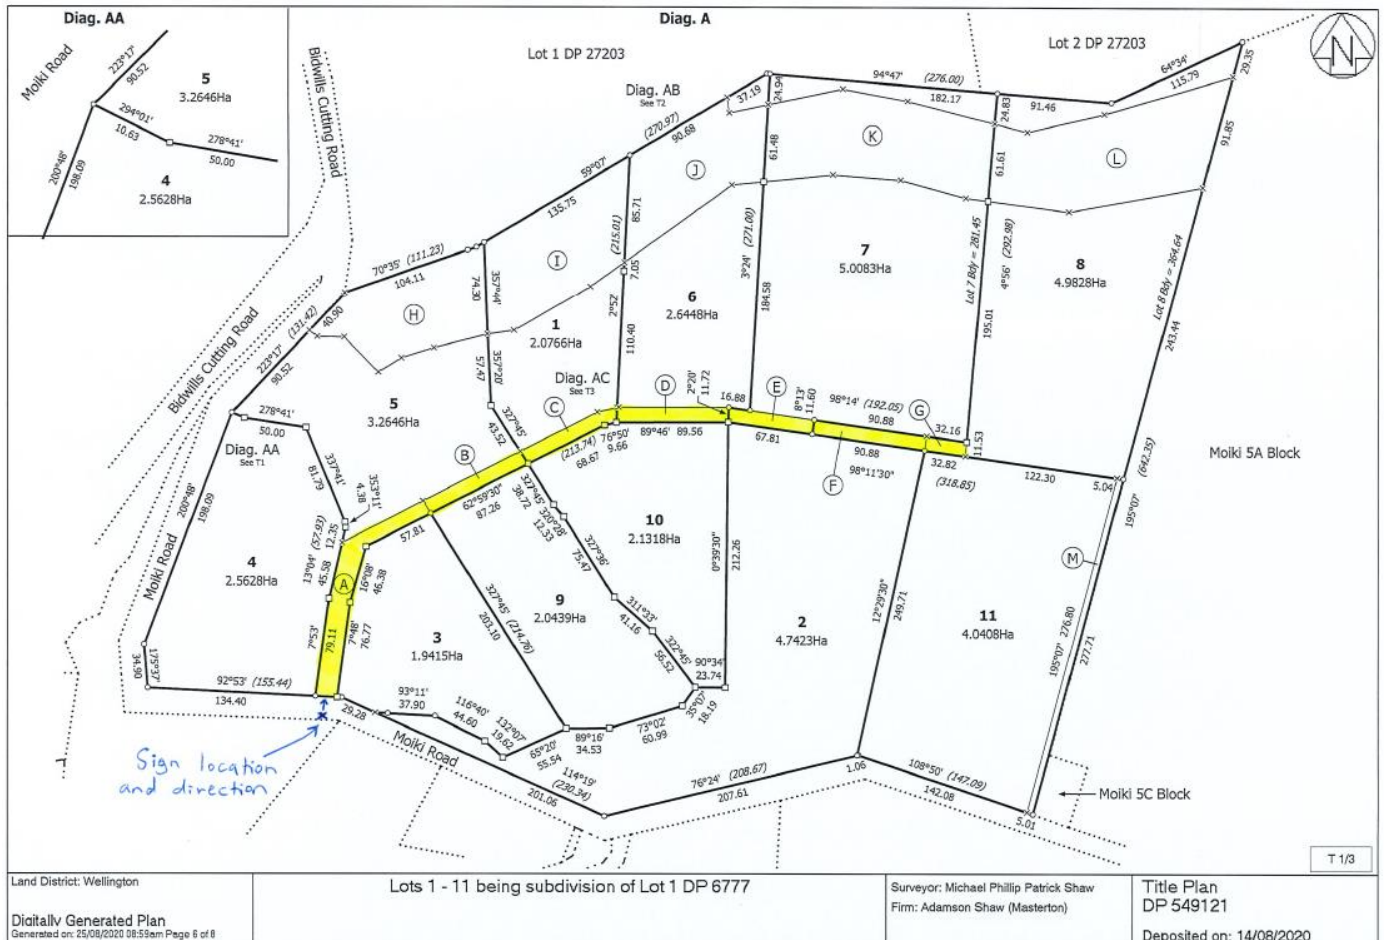 Diag. AA
Moiki Road
223°17'
90.52
5
3.2646Ha
294°01'
10.63
278°41'
50.00
200°48'
198.09
4
2.5628Ha
Diag. A
Lot 1 DP 27203
Lot 2 DP 27203
N
Bidwills Cutting Road
Bidwills Cutting Road
Diag. AB
See T2
94°47' (276.00)
182.17
91.46
64°34'
115.79
29.35
37.19
24.94
24.83
(270.97)
90.68
59°07'
135.75
61.48
61.61
91.85
K
L
J
I
H
85.71
(215.01)
7.05
2°52'
110.40
70°35' (111.23)
104.11
74.30
357°44'
57.47
357°20'
40.90
(131.42)
223°17'
90.52
1
2.0766Ha
6
2.6448Ha
3°24' (271.00)
184.58
7
5.0083Ha
Lot 7 Bdy = 281.45
4°56' (292.98)
195.01
8
4.9828Ha
Lot 8 Bdy = 364.64
243.44
5
3.2646Ha
Diag. AC
See T3
278°41'
50.00
Diag. AA
See T1
337°41'
81.79
353°11'
4.38
43.52
327°45'
C
D
E
G
F
B
A
2°20'
11.72
16.88
8°13'
11.60
98°14' (192.05)
90.88
32.16
11.53
(213.74)
68.67
76°50'
9.66
89°46'
89.56
67.81
90.88
98°11'30"
32.82
(318.85)
122.30
5.04
Moiki 5A Block
195°07' (642.35)
62°59'30"
87.26
57.81
327°45'
38.72
320°28'
12.33
327°36'
75.47
10
2.1318Ha
0°39'30"
212.26
200°48'
198.09
Moiki Road
13°04' (57.93)
45.58
12.35
4
2.5628Ha
16°08'
46.38
7°53'
79.11
7°48'
76.77
327°45' (214.76)
203.10
9
2.0439Ha
311°33'
41.16
322°45'
56.52
90°34'
23.74
35°07'
18.19
2
4.7423Ha
12°29'30"
249.71
11
4.0408Ha
M
195°07' 276.80
277.71
3
1.9415Ha
175°37'
34.90
92°53' (155.44)
134.40
29.28
93°11'
37.90
116°40'
44.60
132°07'
19.62
65°20'
55.54
89°16'
34.53
73°02'
60.99
Moiki Road
114°19'
(230.34)
201.06
76°24' (208.67)
207.61
1.06
108°50' (147.09)
142.08
5.01
Moiki 5C Block
Sign location
and direction
T 1/3
Land District: Wellington
Digitally Generated Plan
Generated on: 25/08/2020 08:59am Page 6 of 8
Lots 1 - 11 being subdivision of Lot 1 DP 6777
Surveyor: Michael Phillip Patrick Shaw
Firm: Adamson Shaw (Masterton)
Title Plan
DP 549121
Deposited on: 14/08/2020